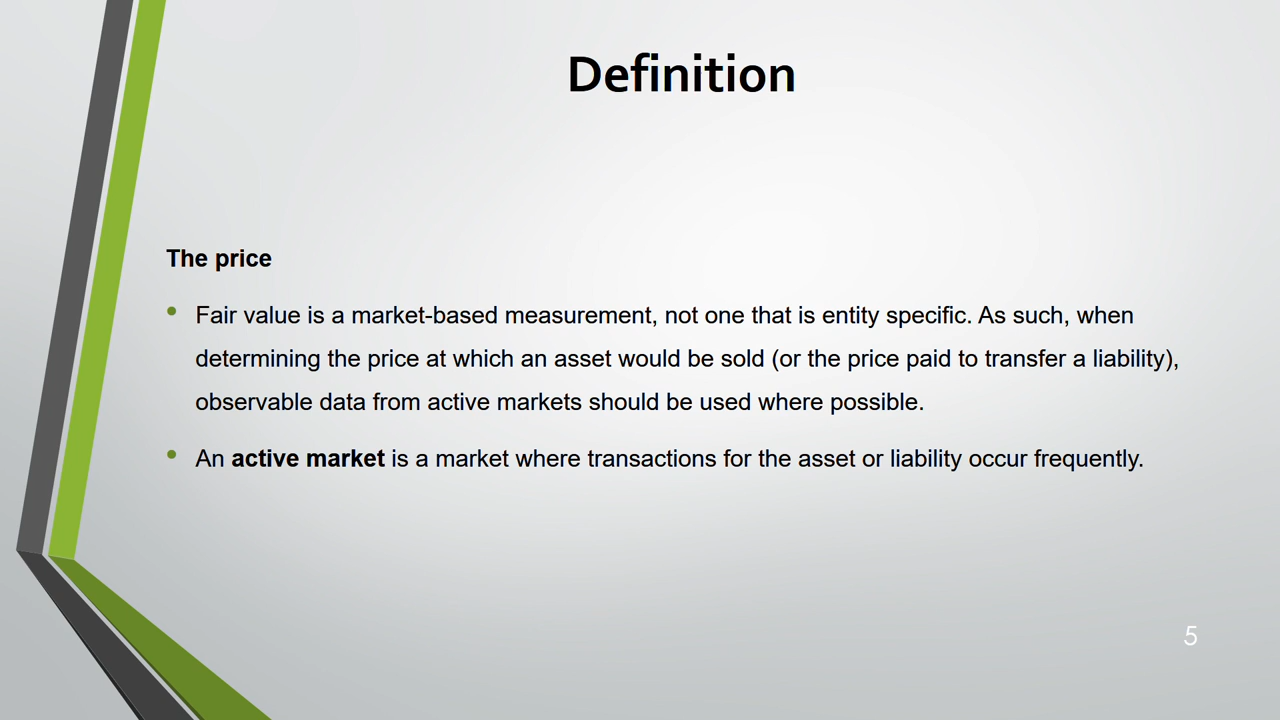 Definition
The price
• Fair value is a market-based measurement, not one that is entity specific. As such, when
determining the price at which an asset would be sold (or the price paid to transfer a liability),
observable data from active markets should be used where possible.
• An active market is a market where transactions for the asset or liability occur frequently.
5